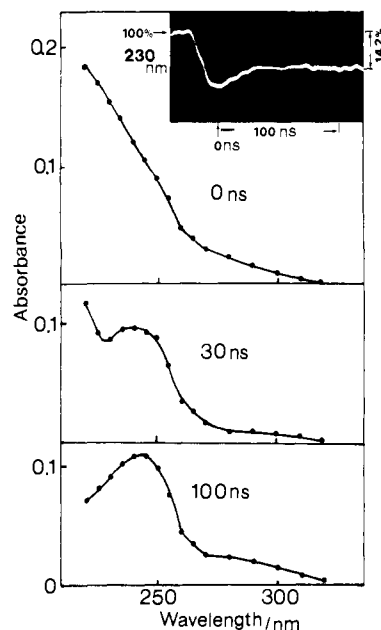 100%
230
nm
14.2%
0ns
100 ns
0,2
0,1
0 ns
Absorbance
0,1
30 ns
0,1
100 ns
0
250
300
Wavelength/nm